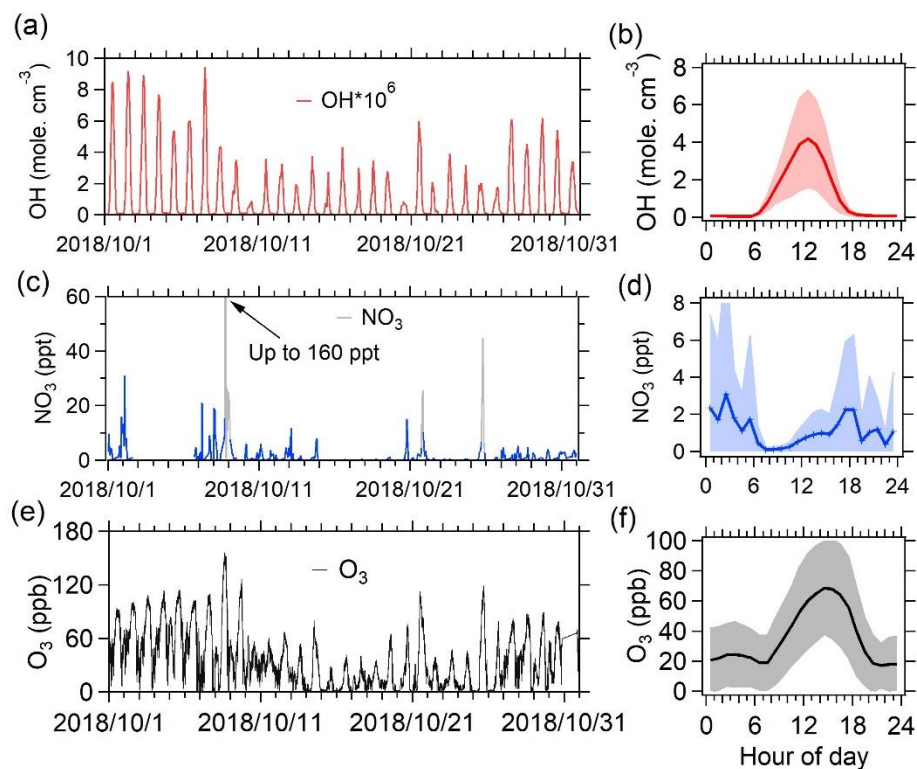 (a)
10
8
6
4
2
0
OH (mole. cm⁻³)
OH*10⁶
2018/10/1 2018/10/11 2018/10/21 2018/10/31
(b)
8
6
4
2
0
OH (mole. cm⁻³)
0 6 12 18 24
(c)
60
40
20
0
NO₃ (ppt)
NO₃
Up to 160 ppt
2018/10/1 2018/10/11 2018/10/21 2018/10/31
(d)
8
6
4
2
0
NO₃ (ppt)
0 6 12 18 24
(e)
180
120
60
0
O₃ (ppb)
O₃
2018/10/1 2018/10/11 2018/10/21 2018/10/31
(f)
100
80
60
40
20
0
O₃ (ppb)
0 6 12 18 24
Hour of day